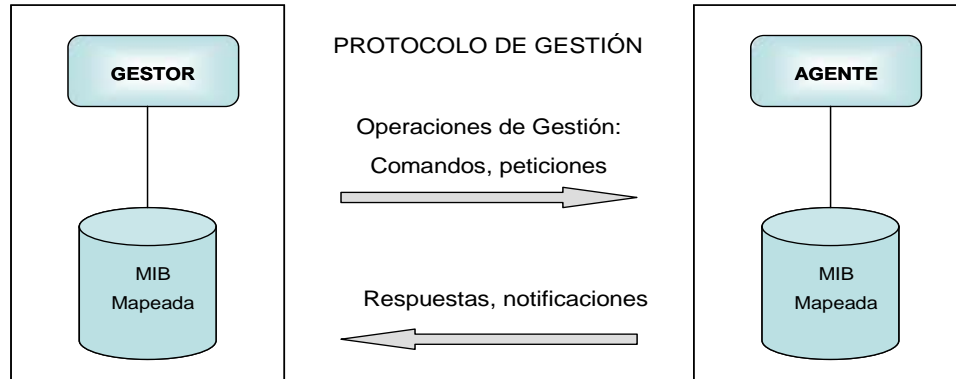 PROTOCOLO DE GESTIÓN
GESTOR
AGENTE
Operaciones de Gestión:
Comandos, peticiones
MIB
Mapeada
Respuestas, notificaciones
MIB
Mapeada